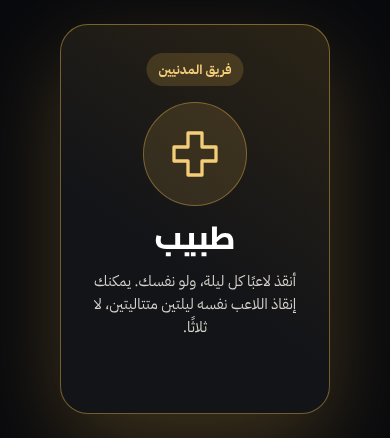 فريق المدنيين
طبيب
أنقذ لاعبًا كل ليلة، ولو نفسك. يمكنك
إنقاذ اللاعب نفسه ليلتين متتاليتين، لا
ثلاثًا.